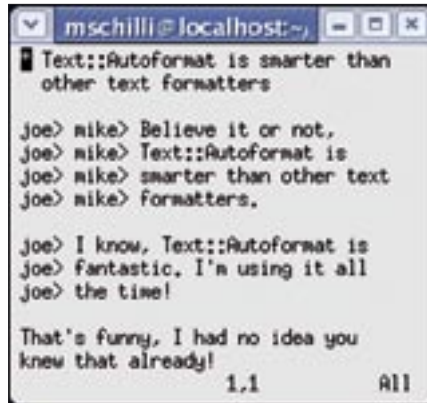 mschilli@localhost:~,
* Text::Autoformat is smarter than
other text formatters
joe> mike> Believe it or not,
joe> mike> Text::Autoformat is
joe> mike> smarter than other text
joe> mike> formatters.
joe> I know, Text::Autoformat is
joe> fantastic. I'm using it all
joe> the time!
That's funny, I had no idea you
knew that already!
1,1 All